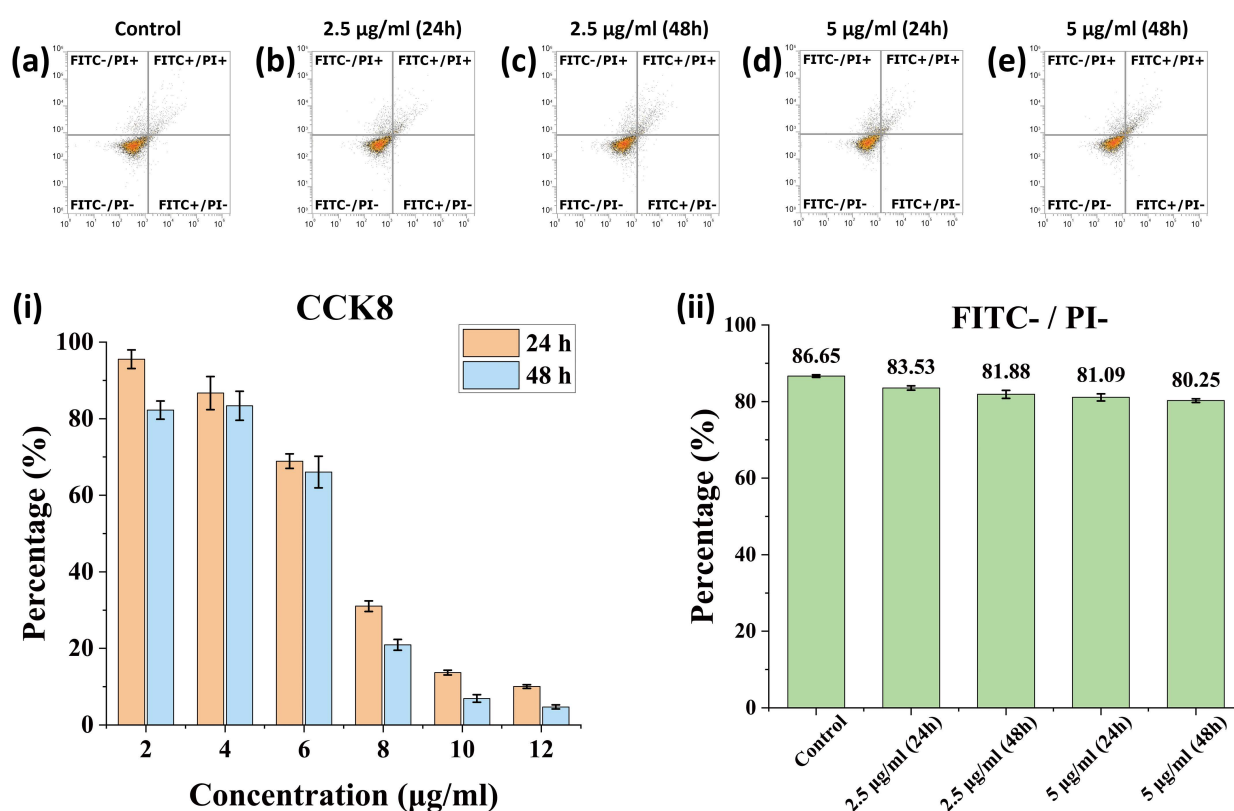 Control
2.5 µg/ml (24h)
2.5 µg/ml (48h)
5 µg/ml (24h)
5 µg/ml (48h)
(a)
FITC-/PI+
FITC+/PI+
FITC-/PI-
FITC+/PI-
(b)
FITC-/PI+
FITC+/PI+
FITC-/PI-
FITC+/PI-
(c)
FITC-/PI+
FITC+/PI+
FITC-/PI-
FITC+/PI-
(d)
FITC-/PI+
FITC+/PI+
FITC-/PI-
FITC+/PI-
(e)
FITC-/PI+
FITC+/PI+
FITC-/PI-
FITC+/PI-
(i)
CCK8
24 h
48 h
Percentage (%)
100
80
60
40
20
0
2 4 6 8 10 12
Concentration (µg/ml)
(ii)
FITC- / PI-
Percentage (%)
100
80
60
40
20
0
86.65
83.53
81.88
81.09
80.25
Control
2.5 µg/ml (24h)
2.5 µg/ml (48h)
5 µg/ml (24h)
5 µg/ml (48h)